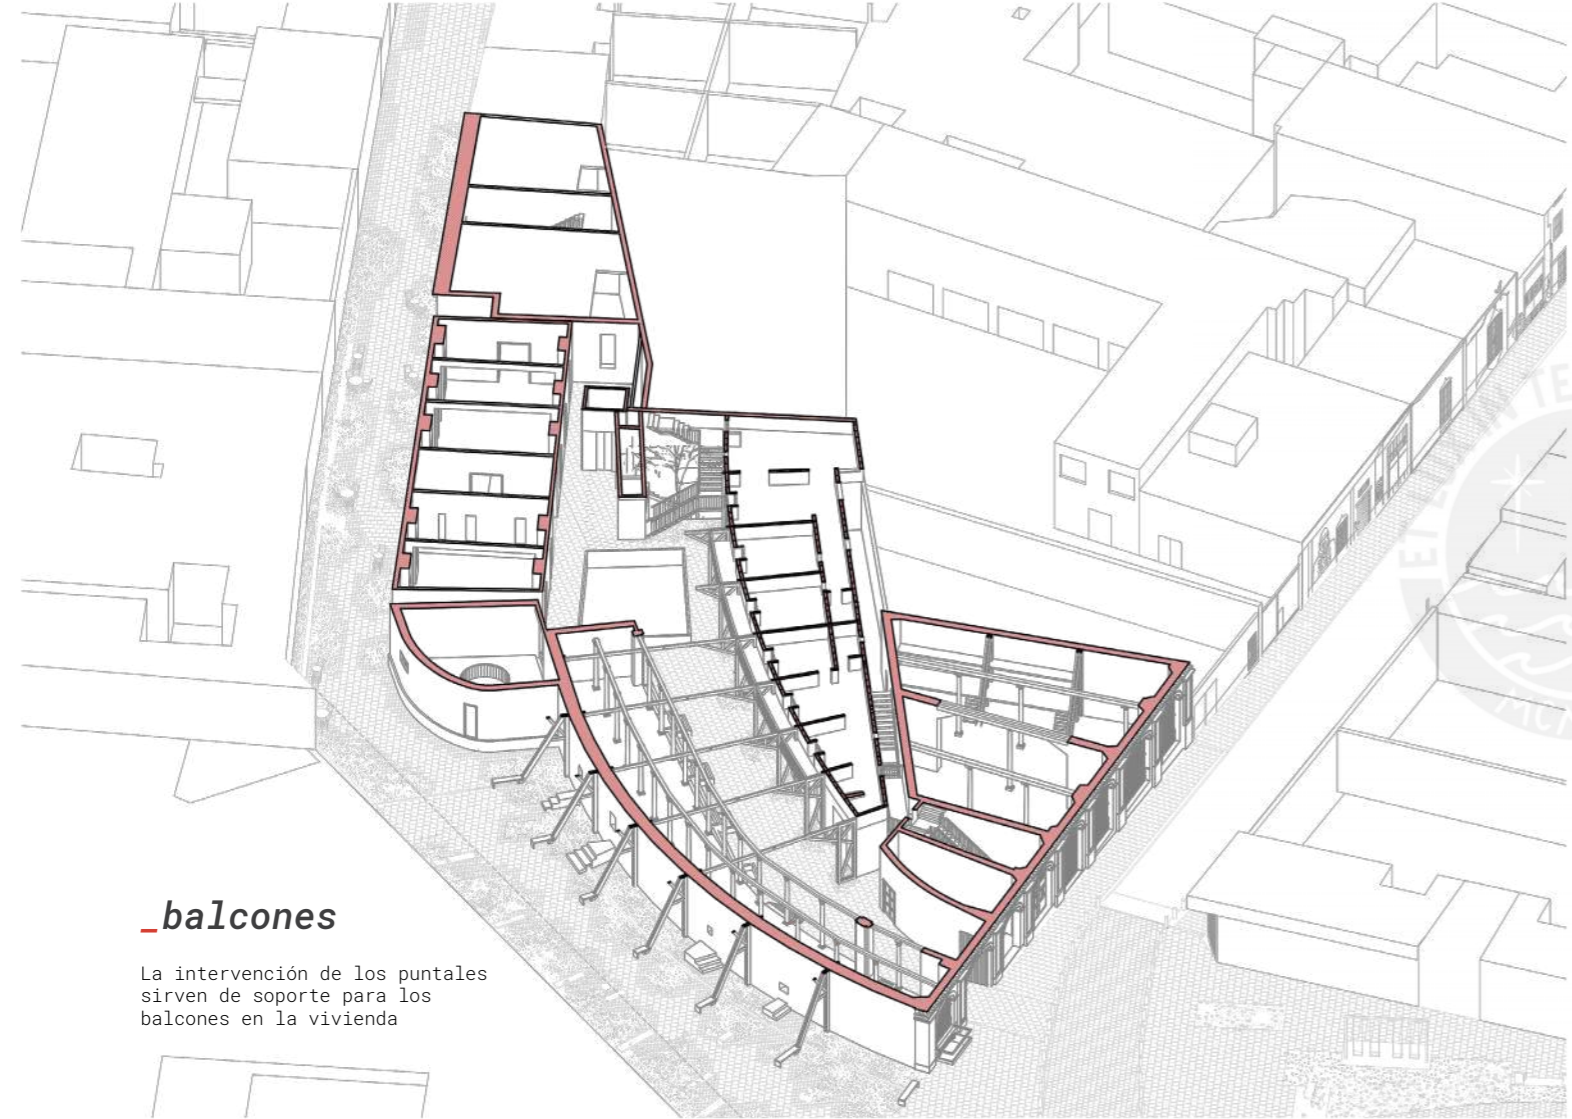 _balcones
La intervención de los puntales
sirven de soporte para los
balcones en la vivienda